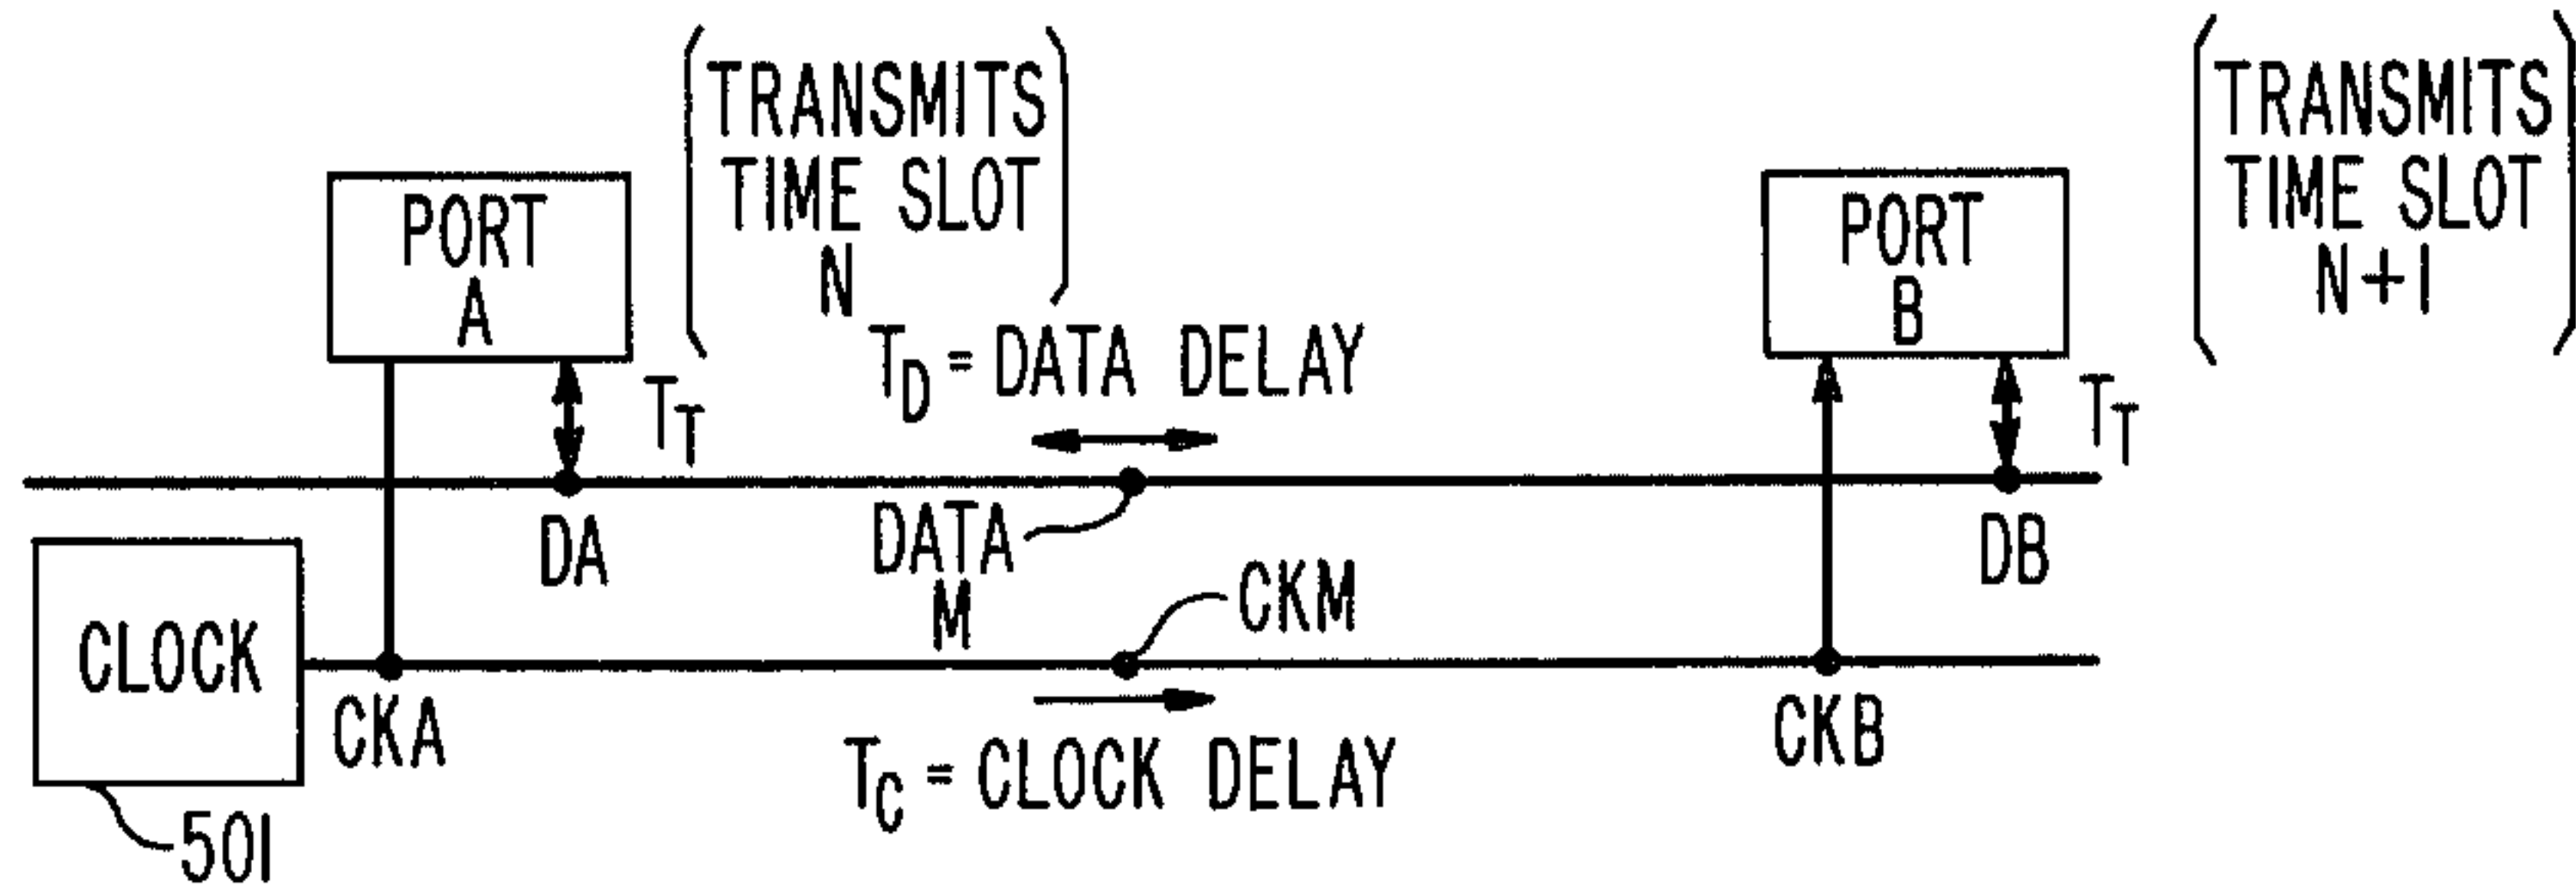 TRANSMITS
TIME SLOT
N
TRANSMITS
TIME SLOT
N+1
PORT
A
PORT
B
T_D = DATA DELAY
T_T
T_T
DA
DATA
M
DB
CLOCK
CKM
CKA
CKB
T_C = CLOCK DELAY
501